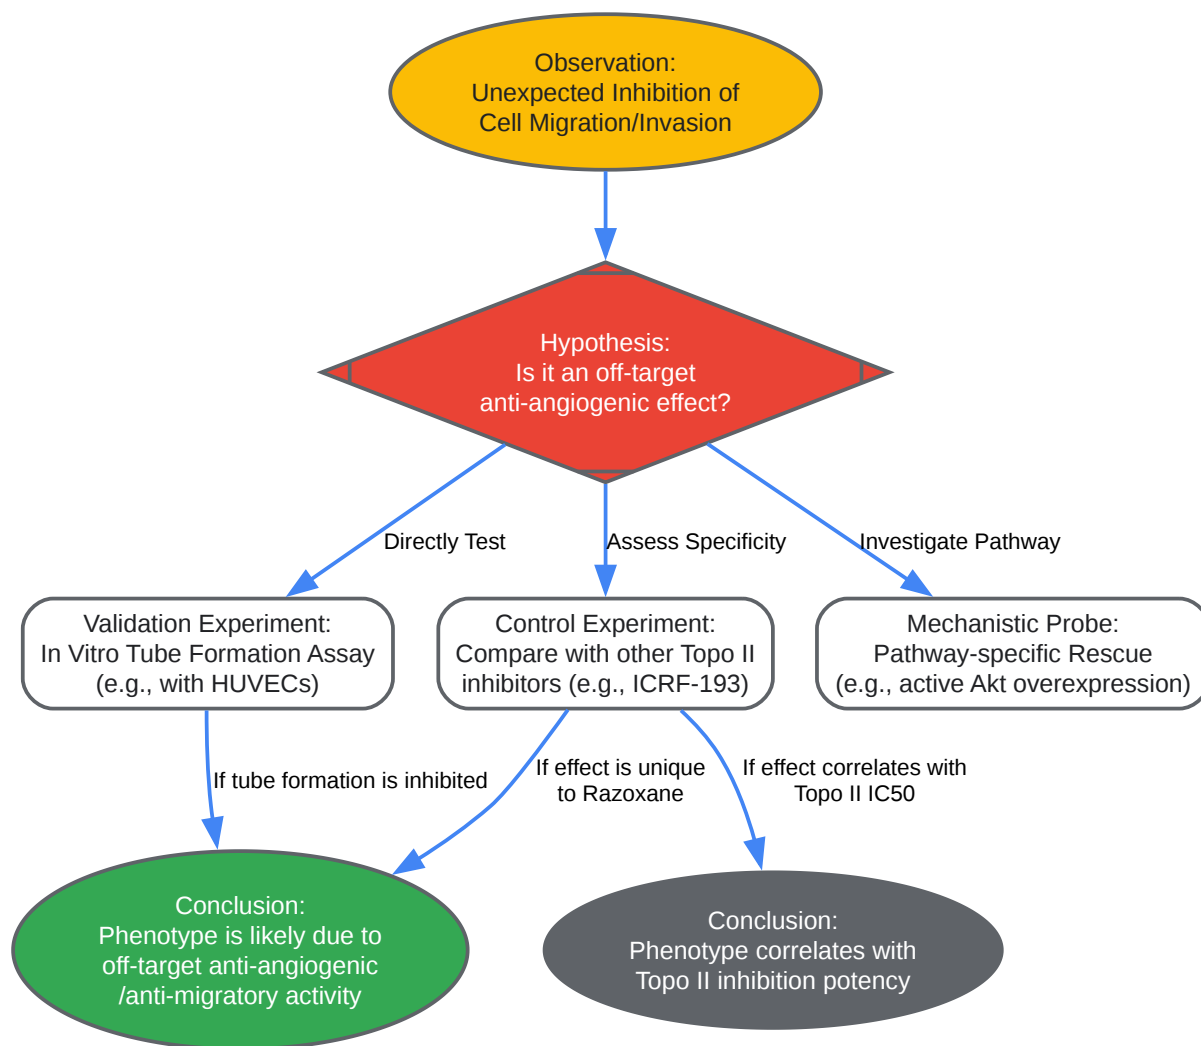 Observation:
Unexpected Inhibition of
Cell Migration/Invasion
Hypothesis:
Is it an off-target
anti-angiogenic effect?
Directly Test
Assess Specificity
Investigate Pathway
Validation Experiment:
In Vitro Tube Formation Assay
(e.g., with HUVECs)
Control Experiment:
Compare with other Topo II
inhibitors (e.g., ICRF-193)
Mechanistic Probe:
Pathway-specific Rescue
(e.g., active Akt overexpression)
If tube formation is inhibited
If effect is unique
to Razoxane
If effect correlates with
Topo II IC50
Conclusion:
Phenotype is likely due to
off-target anti-angiogenic
/anti-migratory activity
Conclusion:
Phenotype correlates with
Topo II inhibition potency